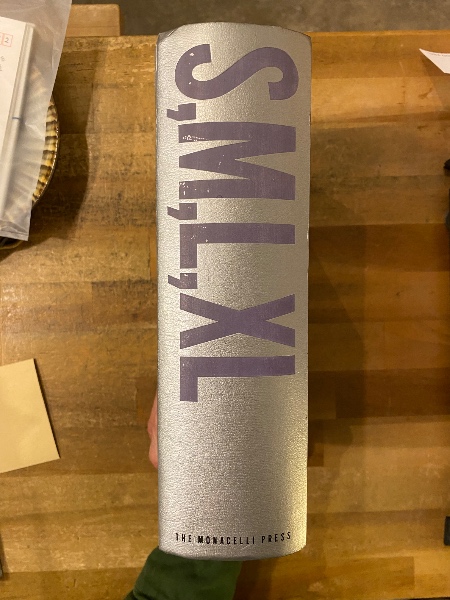 S,M,L,XL
THE MONACELLI PRESS